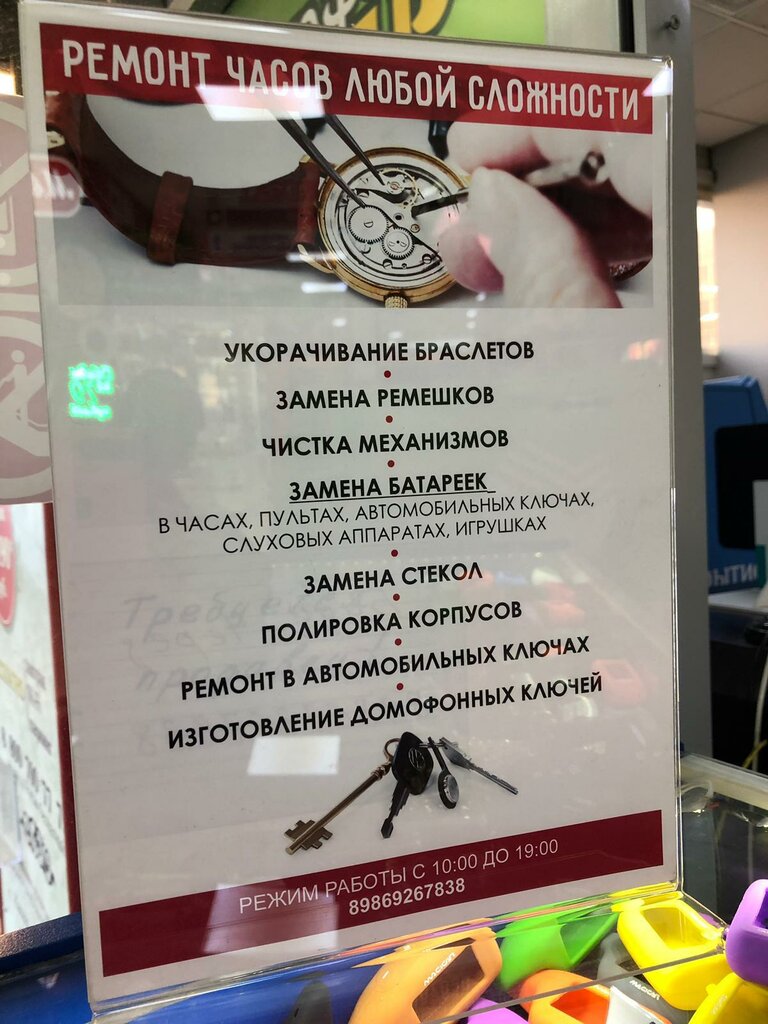 РЕМОНТ ЧАСОВ ЛЮБОЙ СЛОЖНОСТИ
УКОРАЧИВАНИЕ БРАСЛЕТОВ
ЗАМЕНА РЕМЕШКОВ
ЧИСТКА МЕХАНИЗМОВ
ЗАМЕНА БАТАРЕЕК
В ЧАСАХ, ПУЛЬТАХ, АВТОМОБИЛЬНЫХ КЛЮЧАХ,
СЛУХОВЫХ АППАРАТАХ, ИГРУШКАХ
ЗАМЕНА СТЕКОЛ
ПОЛИРОВКА КОРПУСОВ
РЕМОНТ В АВТОМОБИЛЬНЫХ КЛЮЧАХ
ИЗГОТОВЛЕНИЕ ДОМОФОННЫХ КЛЮЧЕЙ
РЕЖИМ РАБОТЫ С 10:00 ДО 19:00
89869267838